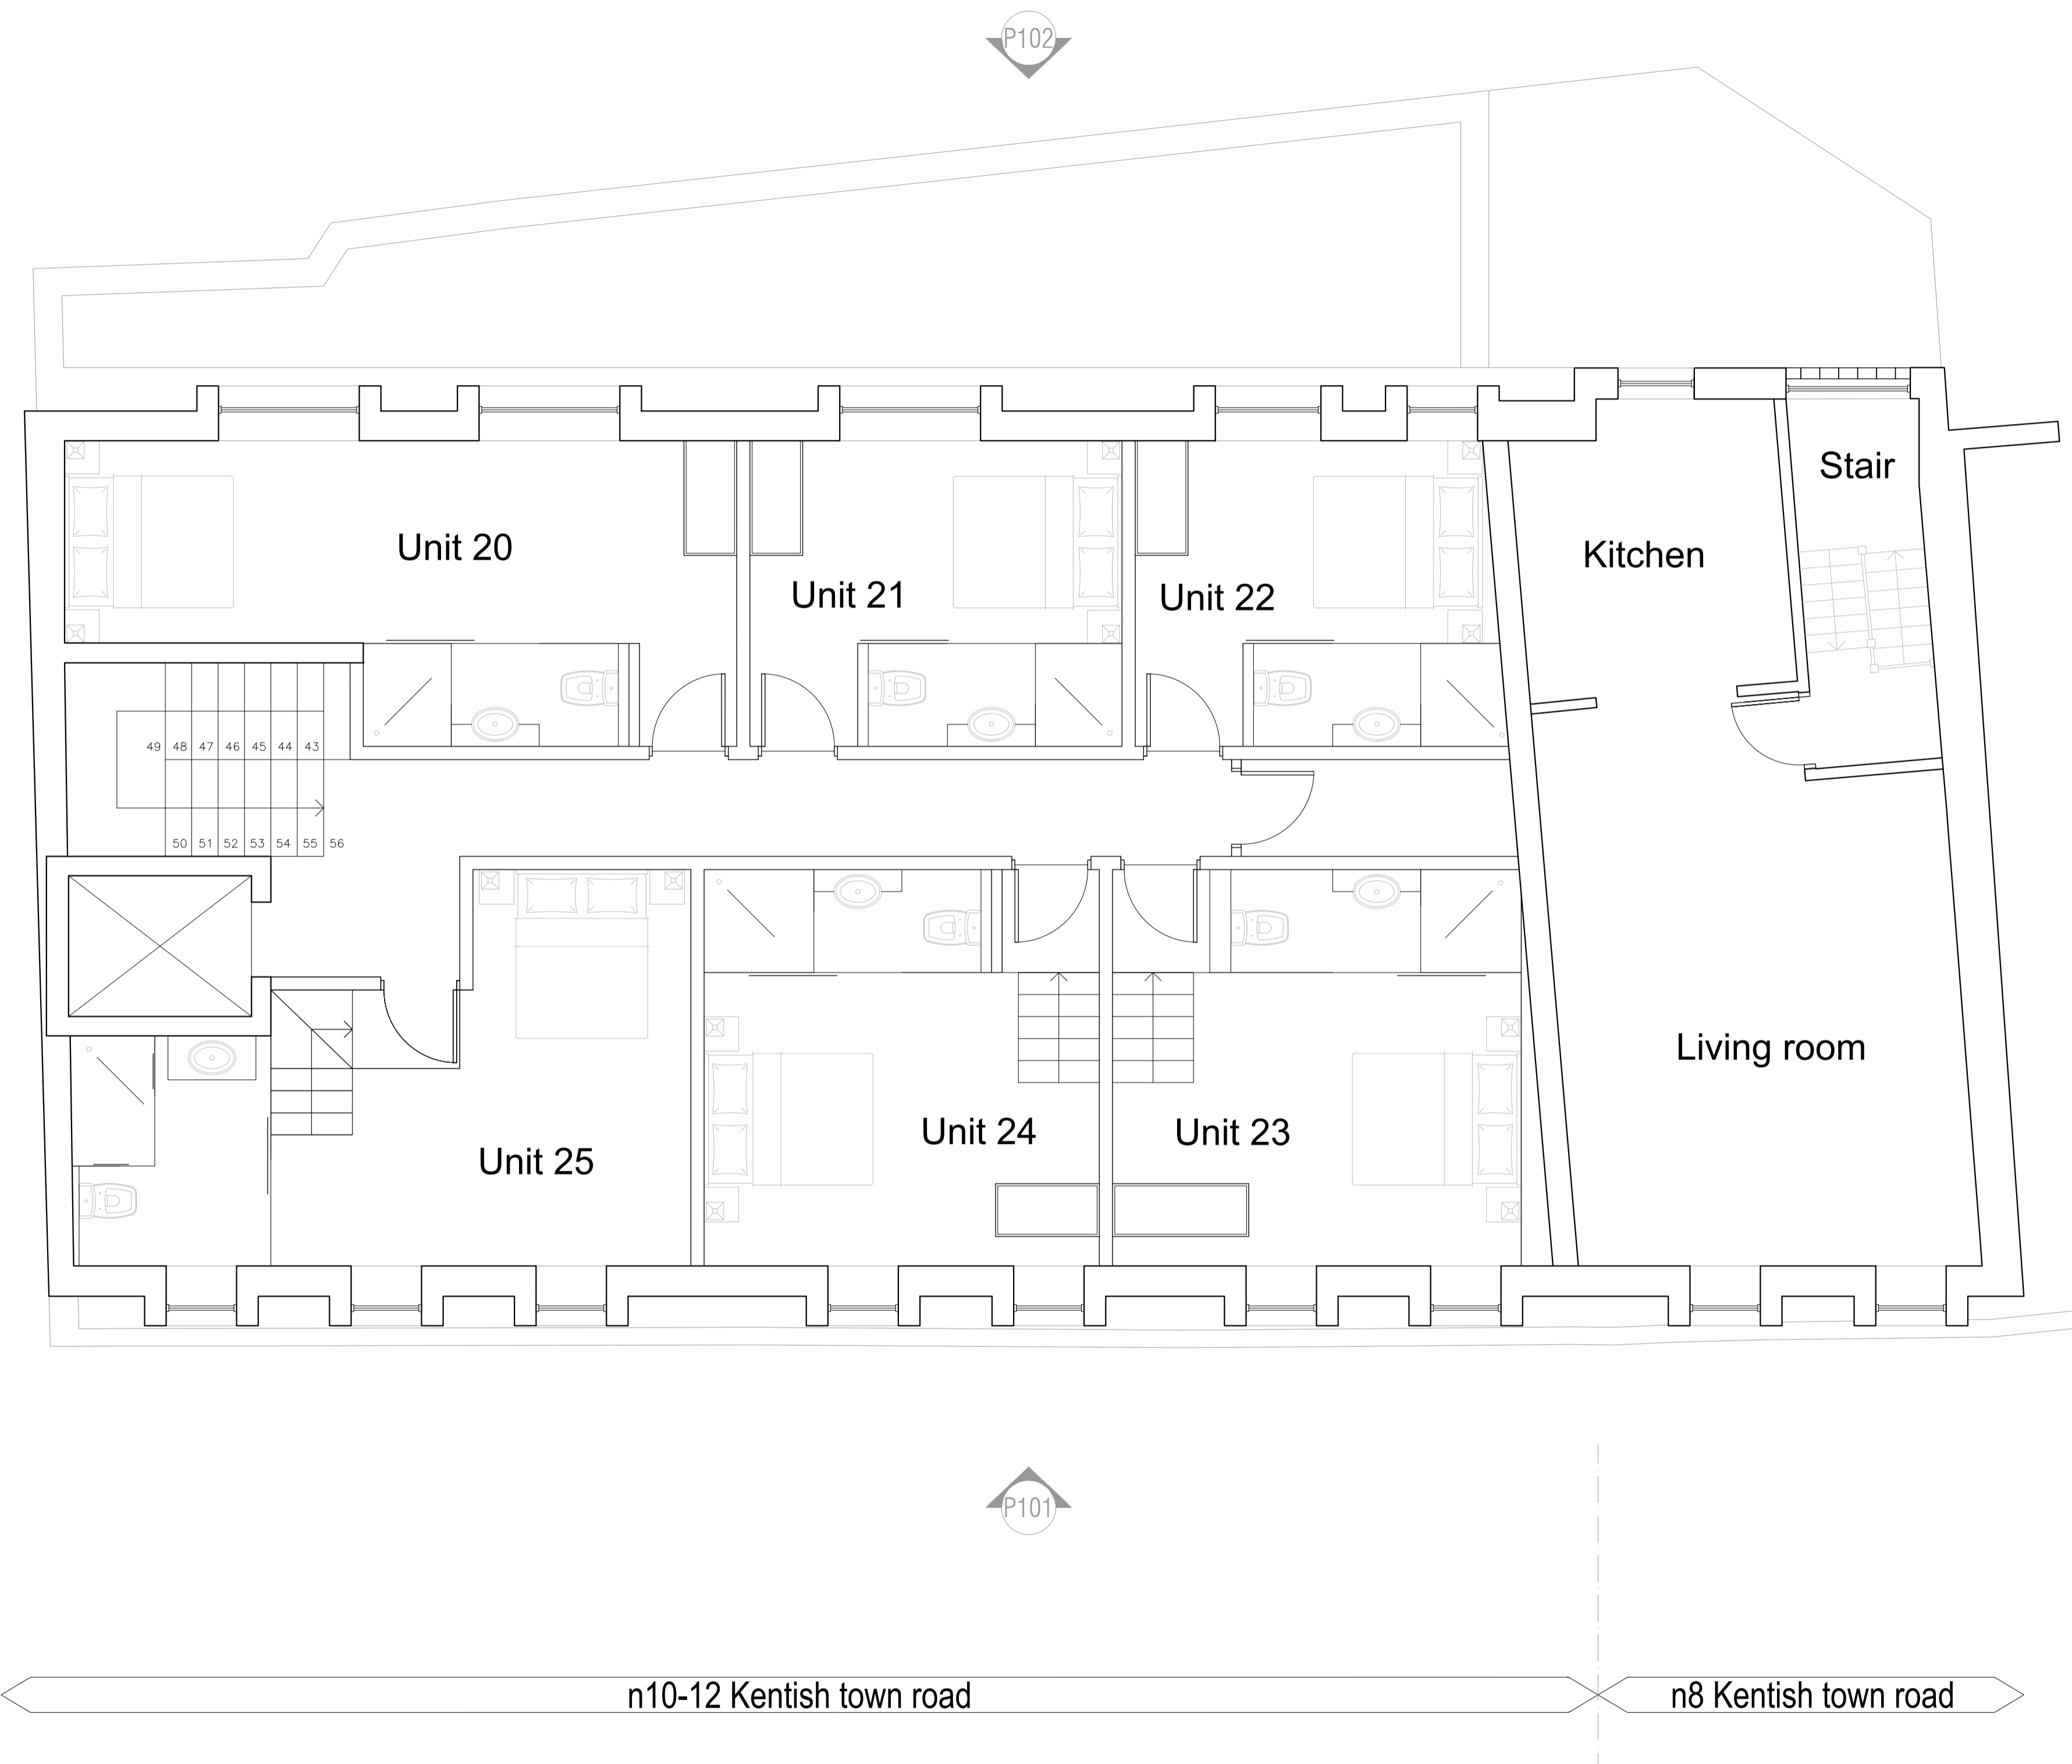 P102
Stair
Unit 20
Kitchen
Unit 21
Unit 22
49 48 47 46 45 44 43
50 51 52 53 54 55 56
Living room
Unit 24
Unit 23
Unit 25
P101
n10-12 Kentish town road
n8 Kentish town road